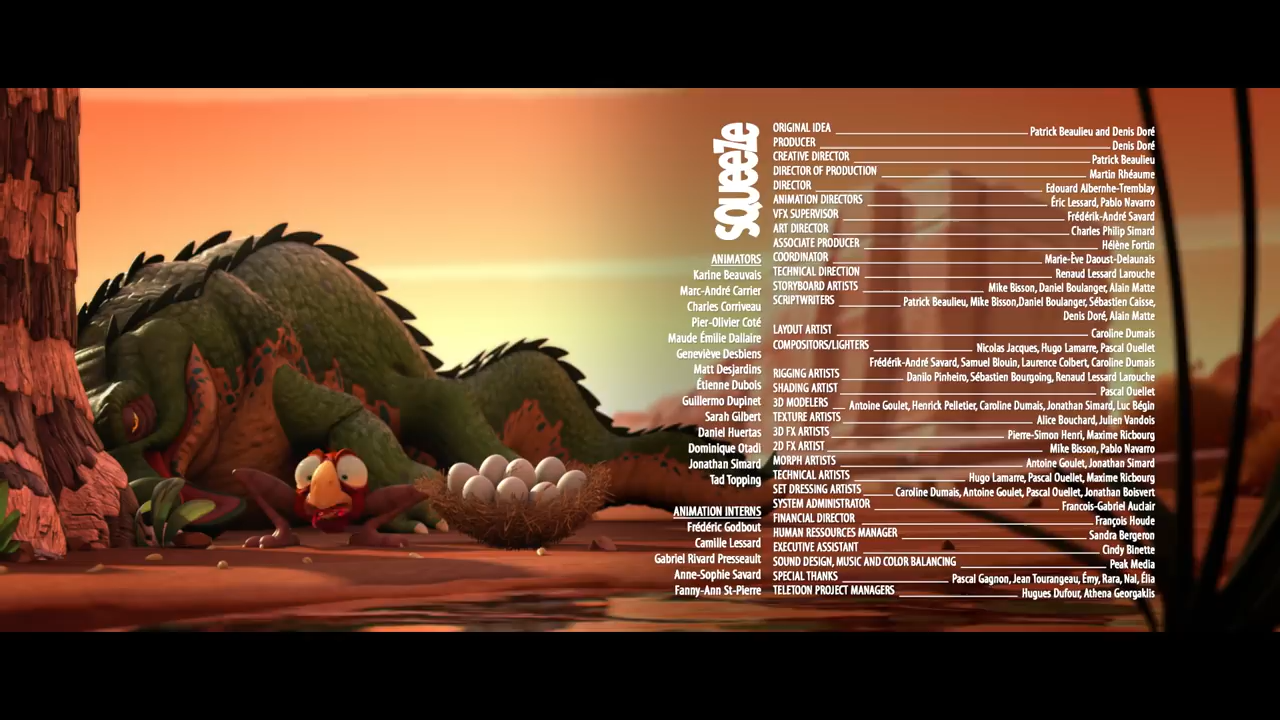 squeeze
ANIMATORS
Karine Beauvais
Marc-André Carrier
Charles Corriveau
Pier-Olivier Coté
Maude Émilie Dallaire
Geneviève Desbiens
Matt Desjardins
Étienne Dubois
Guillermo Dupinet
Sarah Gilbert
Daniel Huertas
Dominique Otadi
Jonathan Simard
Tad Topping
ANIMATION INTERNS
Frédéric Godbout
Camille Lessard
Gabriel Rivard Presseault
Anne-Sophie Savard
Fanny-Ann St-Pierre
ORIGINAL IDEA Patrick Beaulieu and Denis Doré
PRODUCER Denis Doré
CREATIVE DIRECTOR Patrick Beaulieu
DIRECTOR OF PRODUCTION Martin Rhéaume
DIRECTOR Edouard Albernhe-Tremblay
ANIMATION DIRECTORS Éric Lessard, Pablo Navarro
VFX SUPERVISOR Frédérik-André Savard
ART DIRECTOR Charles Philip Simard
ASSOCIATE PRODUCER Hélène Fortin
COORDINATOR Marie-Ève Daoust-Delaunais
TECHNICAL DIRECTION Renaud Lessard Larouche
STORYBOARD ARTISTS Mike Bisson, Daniel Boulanger, Alain Matte
SCRIPTWRITERS Patrick Beaulieu, Mike Bisson,Daniel Boulanger, Sébastien Caisse,
Denis Doré, Alain Matte
LAYOUT ARTIST Caroline Dumais
COMPOSITORS/LIGHTERS Nicolas Jacques, Hugo Lamarre, Pascal Ouellet
Frédérik-André Savard, Samuel Blouin, Laurence Colbert, Caroline Dumais
RIGGING ARTISTS Danilo Pinheiro, Sébastien Bourgoing, Renaud Lessard Larouche
SHADING ARTIST Pascal Ouellet
3D MODELERS Antoine Goulet, Henrick Pelletier, Caroline Dumais, Jonathan Simard, Luc Bégin
TEXTURE ARTISTS Alice Bouchard, Julien Vandois
3D FX ARTISTS Pierre-Simon Henri, Maxime Ricbourg
2D FX ARTIST Mike Bisson, Pablo Navarro
MORPH ARTISTS Antoine Goulet, Jonathan Simard
TECHNICAL ARTISTS Hugo Lamarre, Pascal Ouellet, Maxime Ricbourg
SET DRESSING ARTISTS Caroline Dumais, Antoine Goulet, Pascal Ouellet, Jonathan Boisvert
SYSTEM ADMINISTRATOR Francois-Gabriel Auclair
FINANCIAL DIRECTOR François Houde
HUMAN RESSOURCES MANAGER Sandra Bergeron
EXECUTIVE ASSISTANT Cindy Binette
SOUND DESIGN, MUSIC AND COLOR BALANCING Peak Media
SPECIAL THANKS Pascal Gagnon, Jean Tourangeau, Émy, Rara, Nai, Élia
TELETOON PROJECT MANAGERS Hugues Dufour, Athena Georgaklis